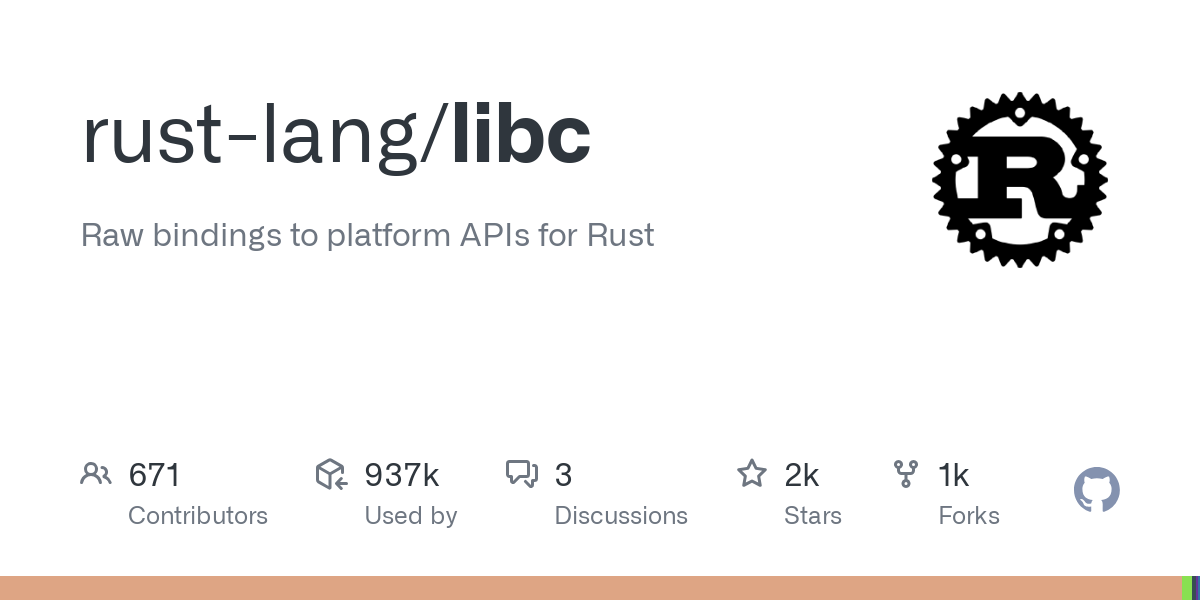 rust-lang/libc
Raw bindings to platform APIs for Rust
R
671
Contributors
937k
Used by
3
Discussions
2k
Stars
1k
Forks